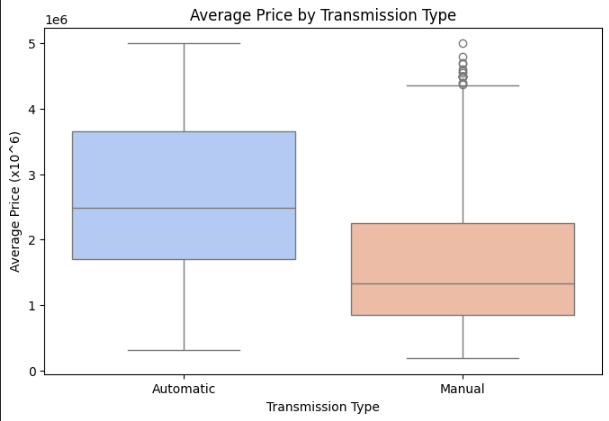 Average Price by Transmission Type
1e6
Average Price (x10^6)
5
4
3
2
1
0
Automatic
Manual
Transmission Type